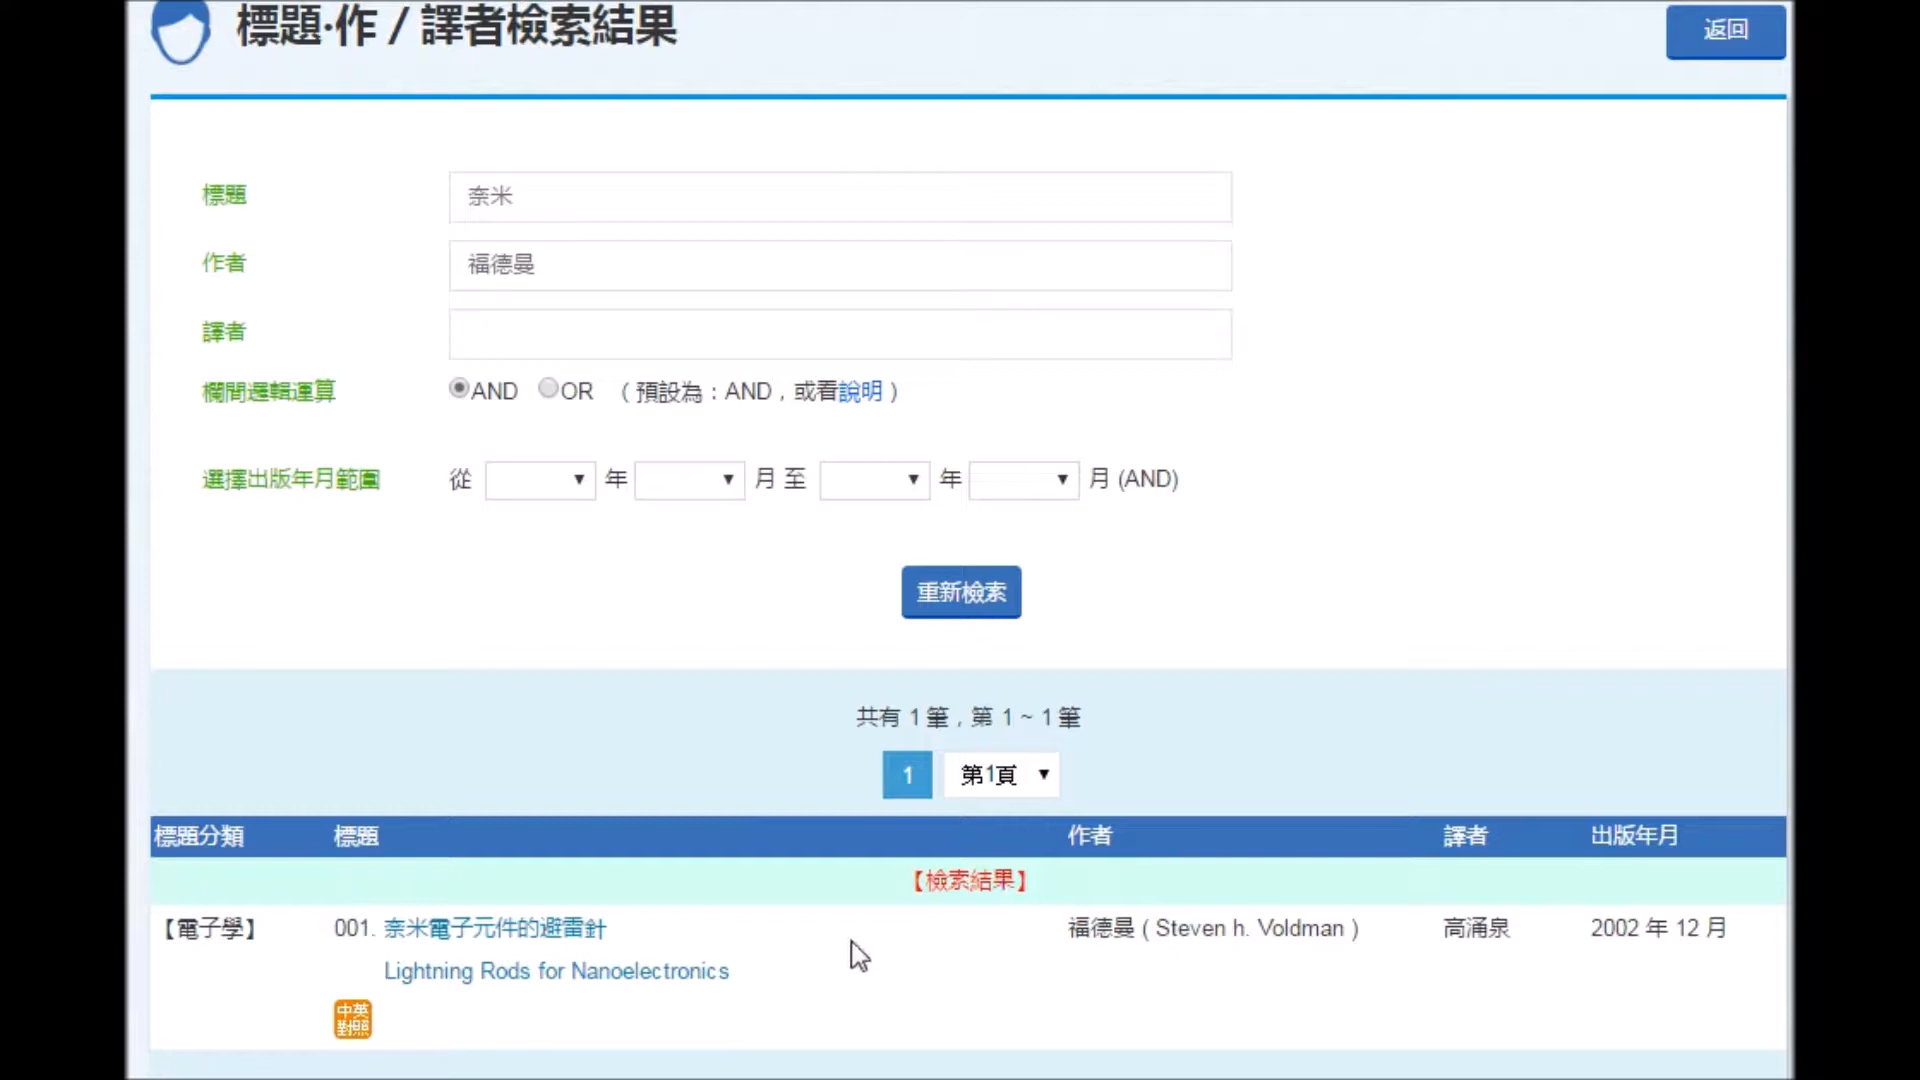 標題·作 / 譯者檢索結果
返回
標題
奈米
作者
福德曼
譯者
欄間邏輯運算
AND OR （預設為：AND，或看說明）
選擇出版年月範圍
從 年 月 至 年 月 (AND)
重新檢索
共有 1 筆，第 1 ~ 1 筆
1 第1頁
標題分類 標題 作者 譯者 出版年月
【檢索結果】
【電子學】 001. 奈米電子元件的避雷針 福德曼 ( Steven h. Voldman ) 高涌泉 2002 年 12 月
Lightning Rods for Nanoelectronics
中英
對照